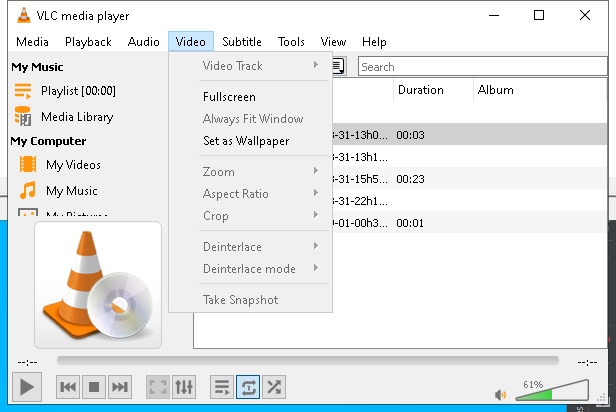 VLC media player
Media Playback Audio Video Subtitle Tools View Help
My Music
Playlist [00:00]
Media Library
My Computer
My Videos
My Music
My Pictures
Video Track
Fullscreen
Always Fit Window
Set as Wallpaper
Zoom
Aspect Ratio
Crop
Deinterlace
Deinterlace mode
Take Snapshot
Search
Duration Album
-31-13h0... 00:03
-31-13h1...
-31-15h5... 00:23
-31-22h1...
-01-00h3... 00:01
--:-- --:--
61%